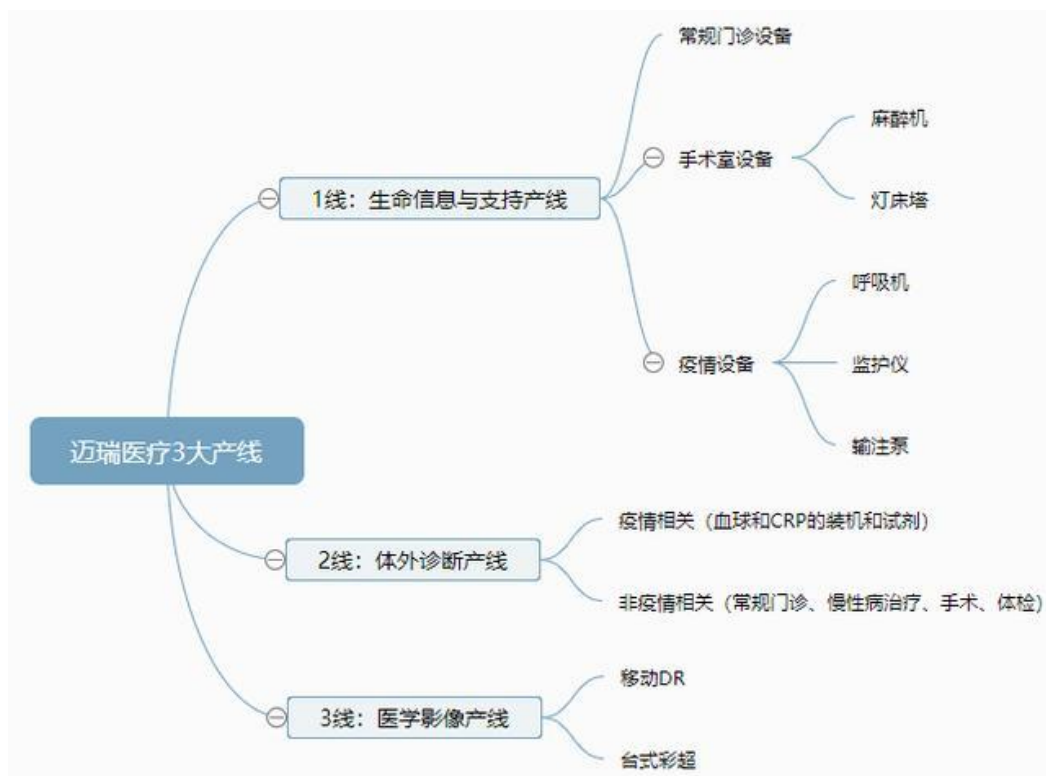 常规门诊设备
麻醉机
手术室设备
灯床塔
1线：生命信息与支持产线
呼吸机
疫情设备
监护仪
输注泵
迈瑞医疗3大产线
疫情相关（血球和CRP的装机和试剂）
2线：体外诊断产线
非疫情相关（常规门诊、慢性病治疗、手术、体检）
移动DR
3线：医学影像产线
台式彩超